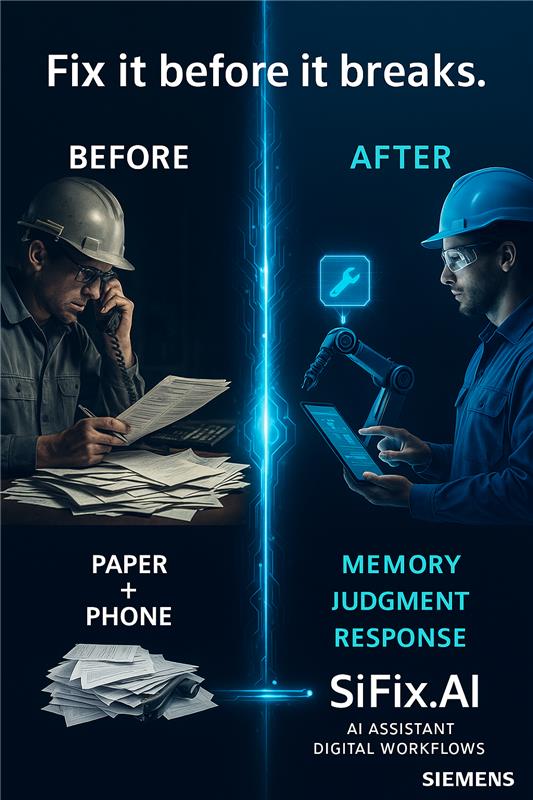 Fix it before it breaks.
BEFORE
AFTER
PAPER
+
PHONE
MEMORY
JUDGMENT
RESPONSE
SiFix.AI
AI ASSISTANT
DIGITAL WORKFLOWS
SIEMENS